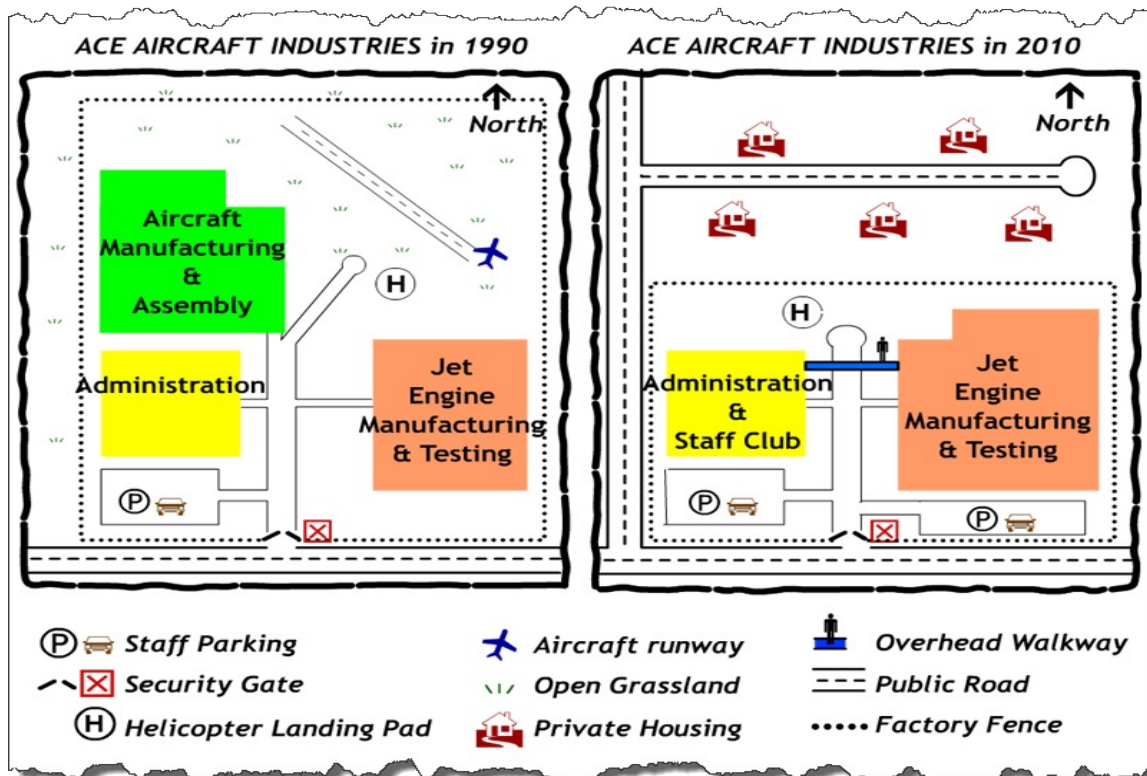 ACE AIRCRAFT INDUSTRIES in 1990
North
Aircraft
Manufacturing
&
Assembly
H
Administration
Jet
Engine
Manufacturing
& Testing
P
ACE AIRCRAFT INDUSTRIES in 2010
North
H
Administration
&
Staff Club
Jet
Engine
Manufacturing
& Testing
P
P
P Staff Parking
Security Gate
H Helicopter Landing Pad
Aircraft runway
Open Grassland
Private Housing
Overhead Walkway
Public Road
Factory Fence